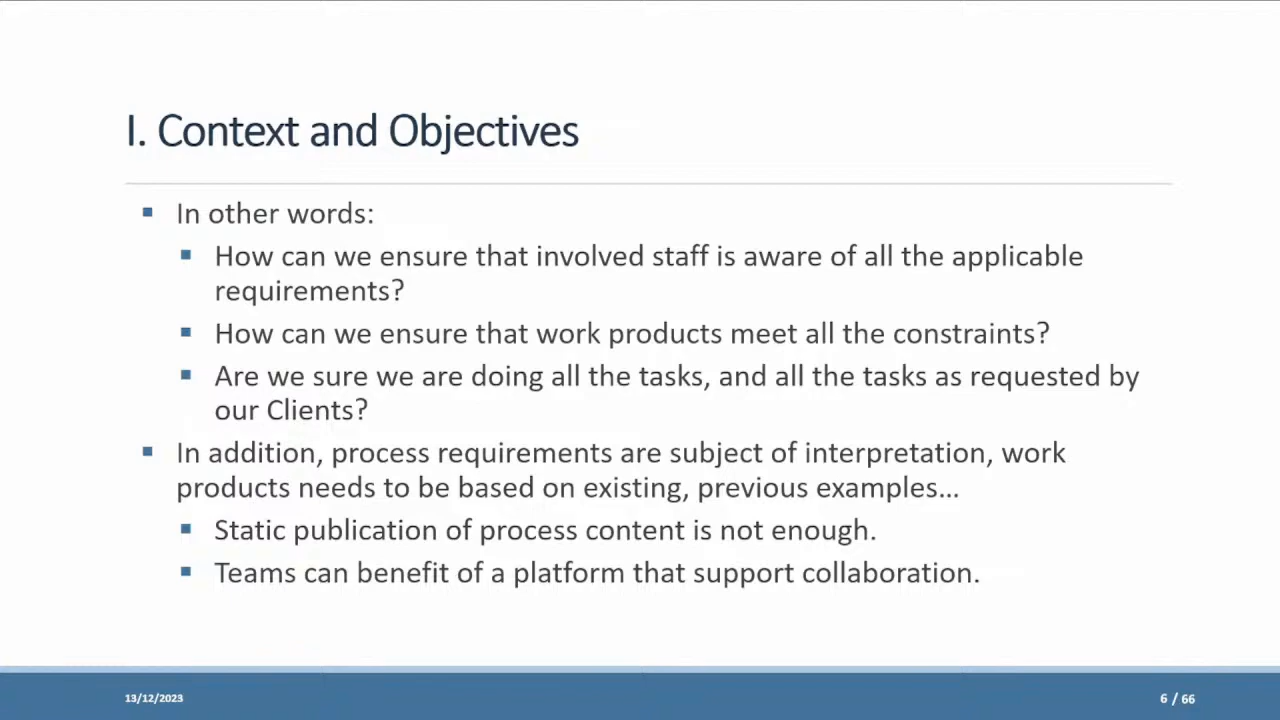 I. Context and Objectives
In other words:
How can we ensure that involved staff is aware of all the applicable
requirements?
How can we ensure that work products meet all the constraints?
Are we sure we are doing all the tasks, and all the tasks as requested by
our Clients?
In addition, process requirements are subject of interpretation, work
products needs to be based on existing, previous examples…
Static publication of process content is not enough.
Teams can benefit of a platform that support collaboration.
13/12/2023
6 / 66